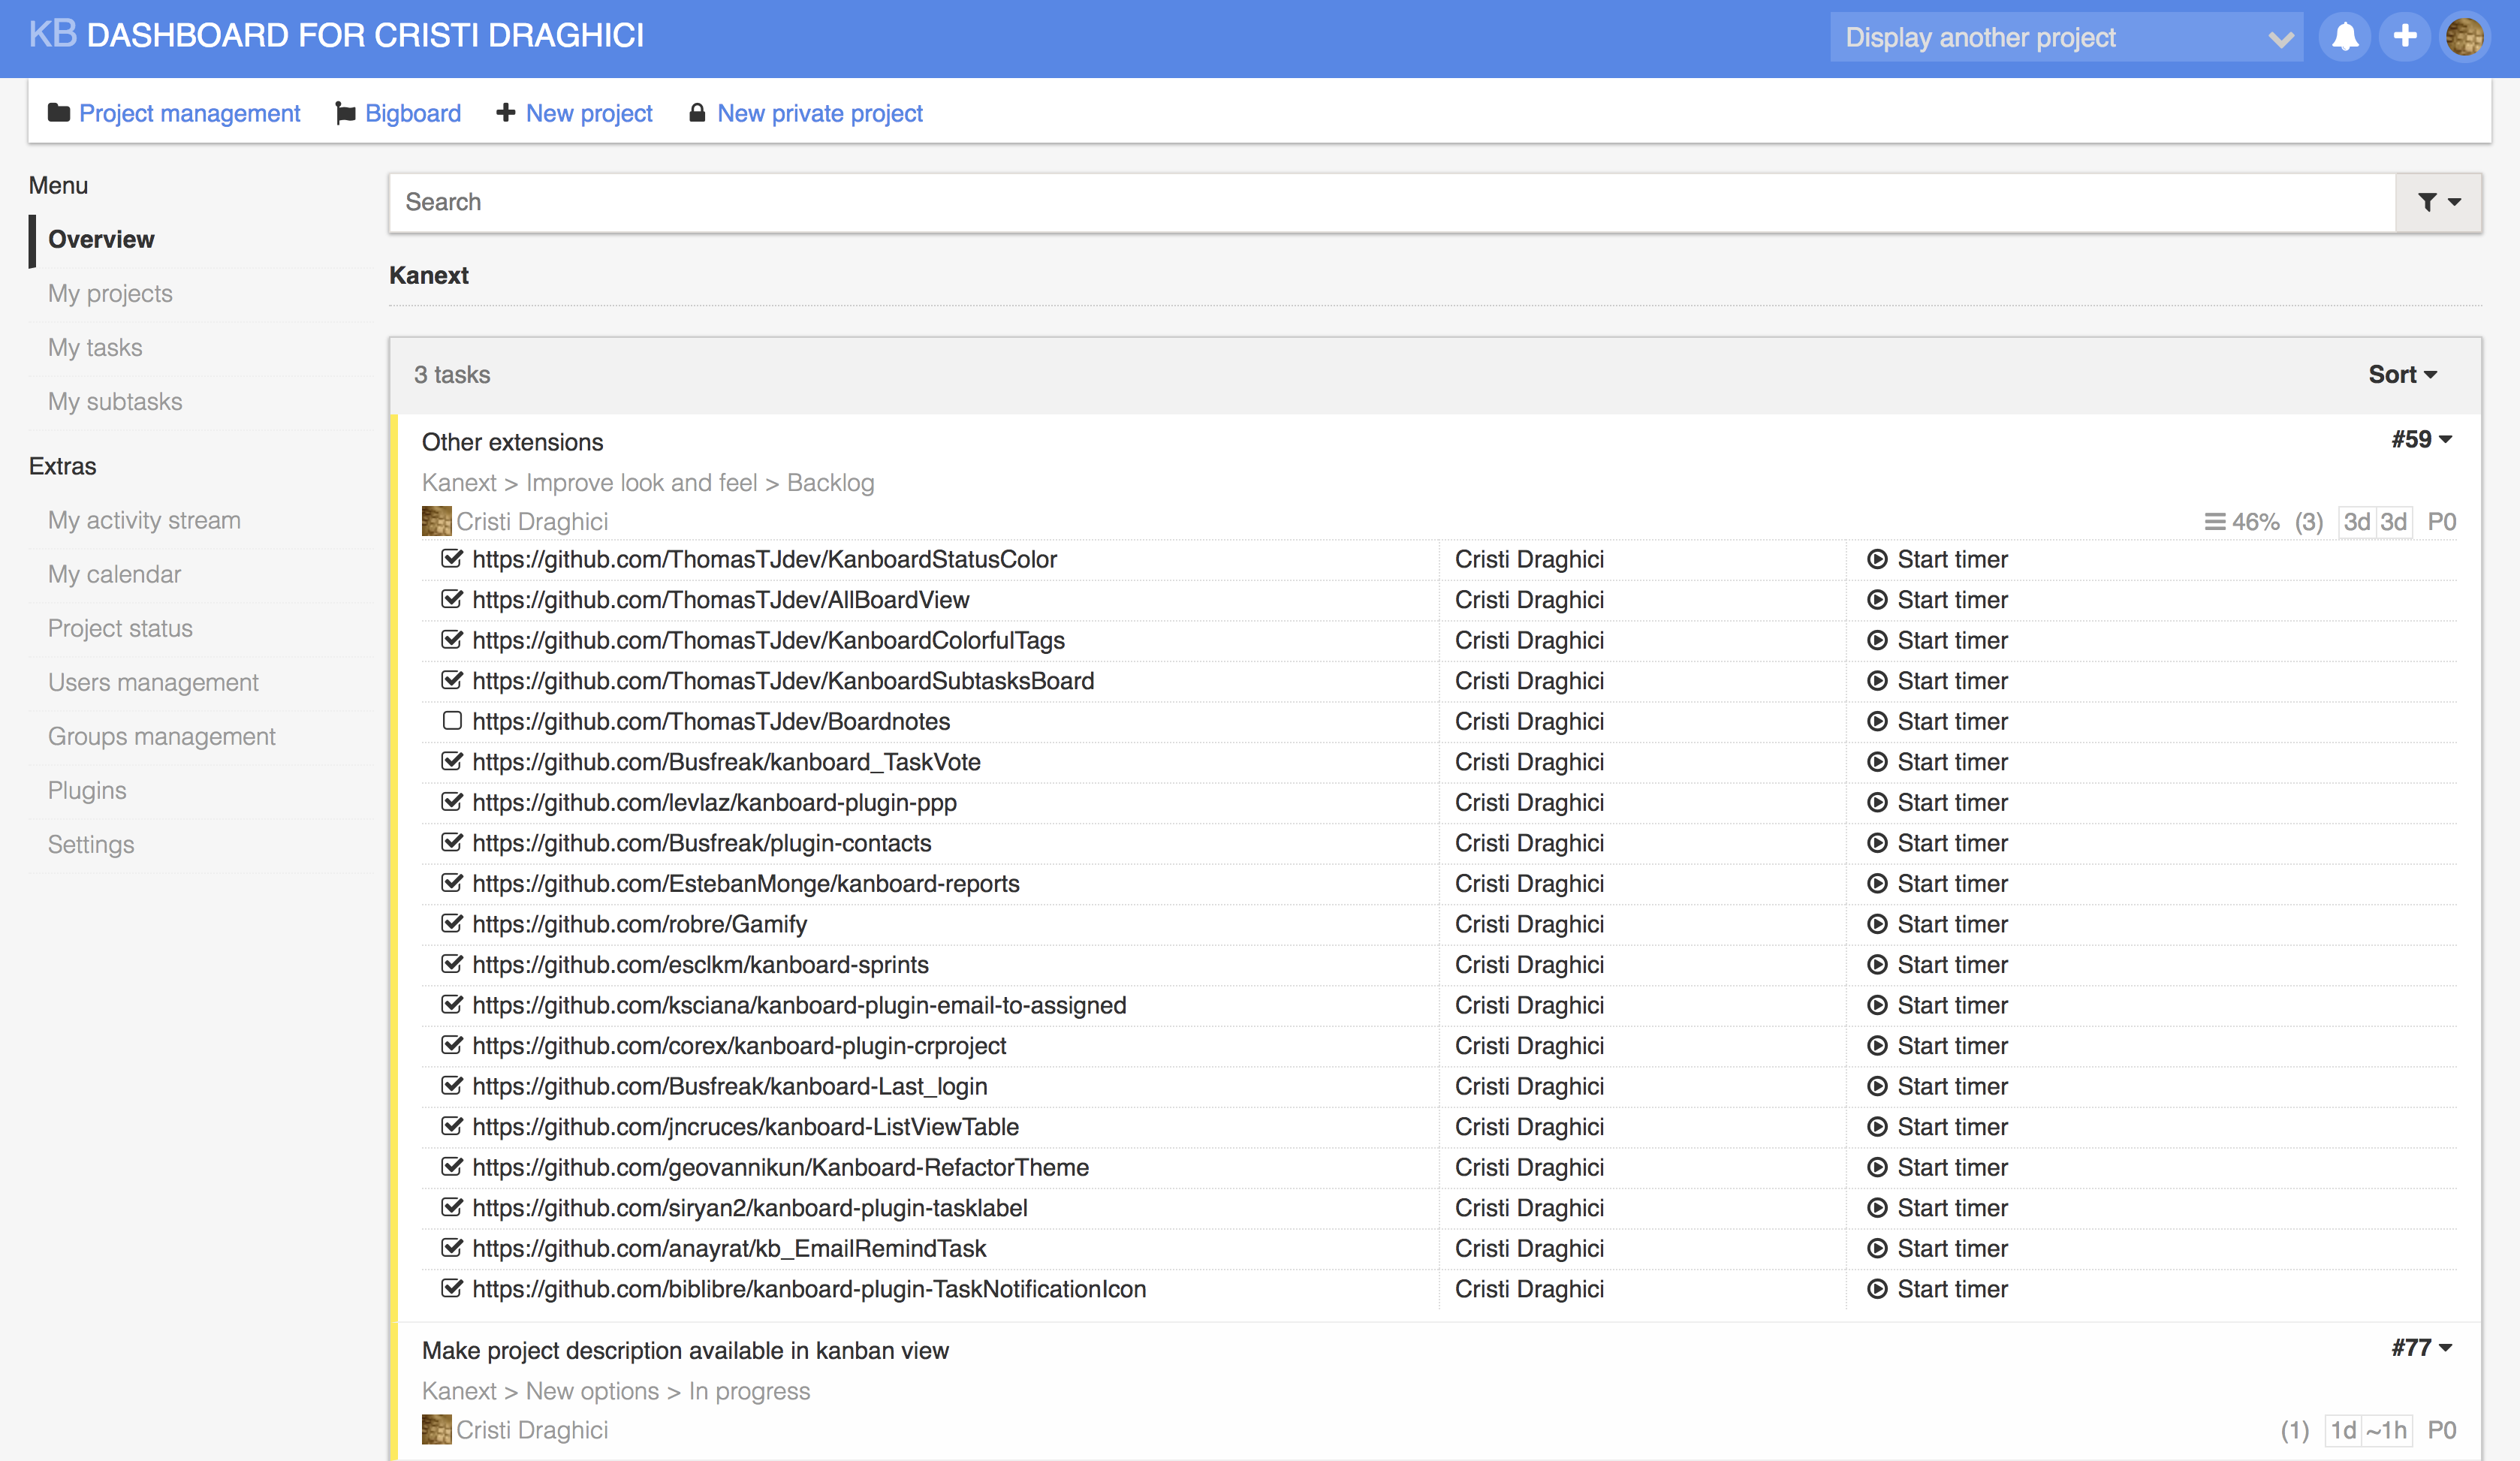 KB DASHBOARD FOR CRISTI DRAGHICI
Display another project
Project management Bigboard New project New private project
Menu
Overview
My projects
My tasks
My subtasks
Extras
My activity stream
My calendar
Project status
Users management
Groups management
Plugins
Settings
Search
Kanext
3 tasks Sort
Other extensions #59
Kanext > Improve look and feel > Backlog
Cristi Draghici 46% (3) 3d 3d P0
https://github.com/ThomasTJdev/KanboardStatusColor Cristi Draghici Start timer
https://github.com/ThomasTJdev/AllBoardView Cristi Draghici Start timer
https://github.com/ThomasTJdev/KanboardColorfulTags Cristi Draghici Start timer
https://github.com/ThomasTJdev/KanboardSubtasksBoard Cristi Draghici Start timer
https://github.com/ThomasTJdev/Boardnotes Cristi Draghici Start timer
https://github.com/Busfreak/kanboard_TaskVote Cristi Draghici Start timer
https://github.com/levlaz/kanboard-plugin-ppp Cristi Draghici Start timer
https://github.com/Busfreak/plugin-contacts Cristi Draghici Start timer
https://github.com/EstebanMonge/kanboard-reports Cristi Draghici Start timer
https://github.com/robre/Gamify Cristi Draghici Start timer
https://github.com/esclkm/kanboard-sprints Cristi Draghici Start timer
https://github.com/ksciana/kanboard-plugin-email-to-assigned Cristi Draghici Start timer
https://github.com/corex/kanboard-plugin-crproject Cristi Draghici Start timer
https://github.com/Busfreak/kanboard-Last_login Cristi Draghici Start timer
https://github.com/jncruces/kanboard-ListViewTable Cristi Draghici Start timer
https://github.com/geovannikun/Kanboard-RefactorTheme Cristi Draghici Start timer
https://github.com/siryan2/kanboard-plugin-tasklabel Cristi Draghici Start timer
https://github.com/anayrat/kb_EmailRemindTask Cristi Draghici Start timer
https://github.com/biblibre/kanboard-plugin-TaskNotificationIcon Cristi Draghici Start timer
Make project description available in kanban view #77
Kanext > New options > In progress
Cristi Draghici (1) 1d ~1h P0